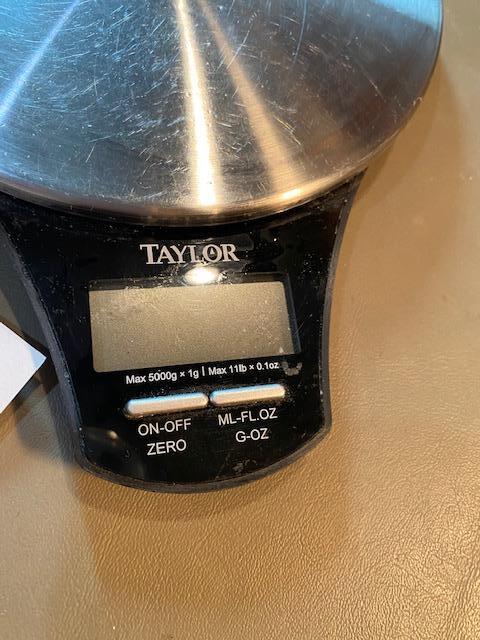 TAYLOR
Max 5000g × 1g | Max 11lb × 0.1oz
ON-OFF ML-FL.OZ
ZERO G-OZ